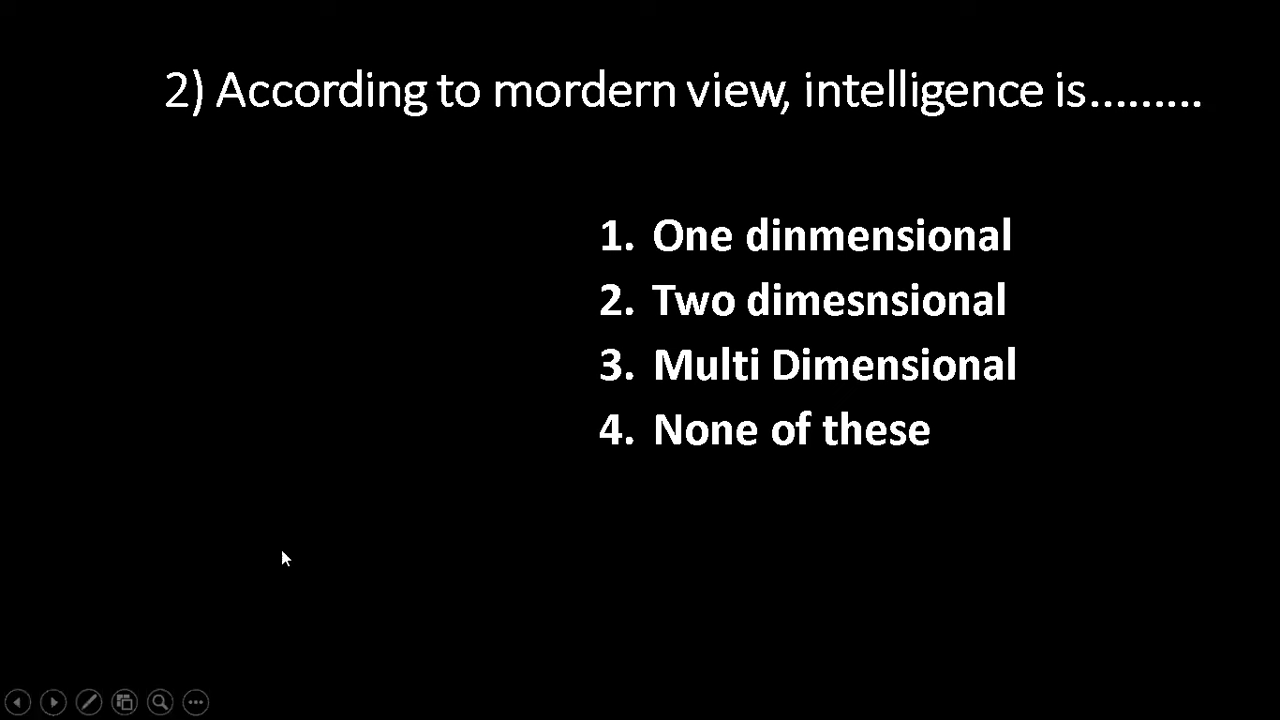 2) According to mordern view, intelligence is.........
1. One dinmensional
2. Two dimesnsional
3. Multi Dimensional
4. None of these